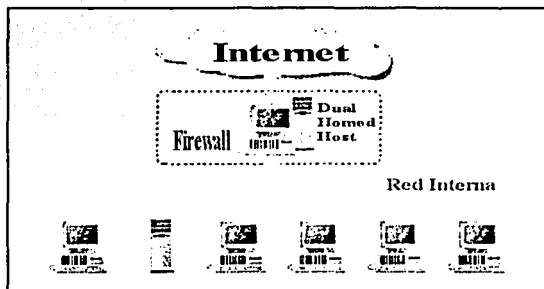 Internet
Firewall
Dual
Homed
Host
Red Interna